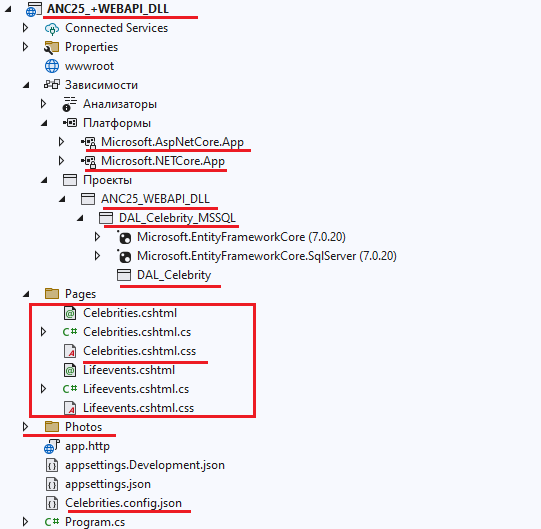 ANC25_+WEBAPI_DLL
Connected Services
Properties
wwwroot
Зависимости
Анализаторы
Платформы
Microsoft.AspNetCore.App
Microsoft.NETCore.App
Проекты
ANC25_WEBAPI_DLL
DAL_Celebrity_MSSQL
Microsoft.EntityFrameworkCore (7.0.20)
Microsoft.EntityFrameworkCore.SqlServer (7.0.20)
DAL_Celebrity
Pages
Celebrities.cshtml
C# Celebrities.cshtml.cs
Celebrities.cshtml.css
Lifeevents.cshtml
C# Lifeevents.cshtml.cs
Lifeevents.cshtml.css
Photos
app.http
appsettings.Development.json
appsettings.json
Celebrities.config.json
C# Program.cs